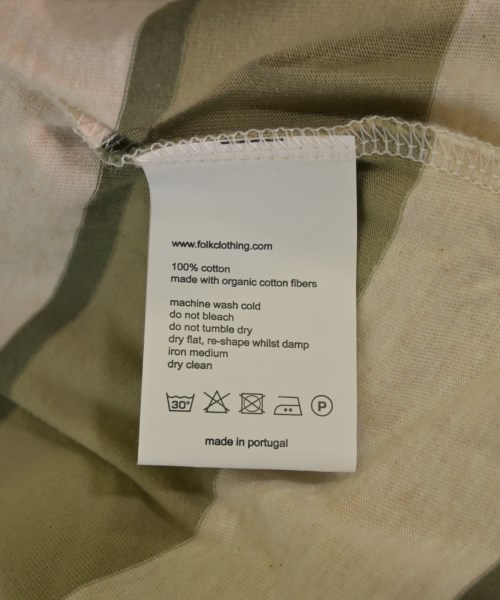 www.folkclothing.com
100% cotton
made with organic cotton fibers
machine wash cold
do not bleach
do not tumble dry
dry flat, re-shape whilst damp
iron medium
dry clean
30° P
made in portugal